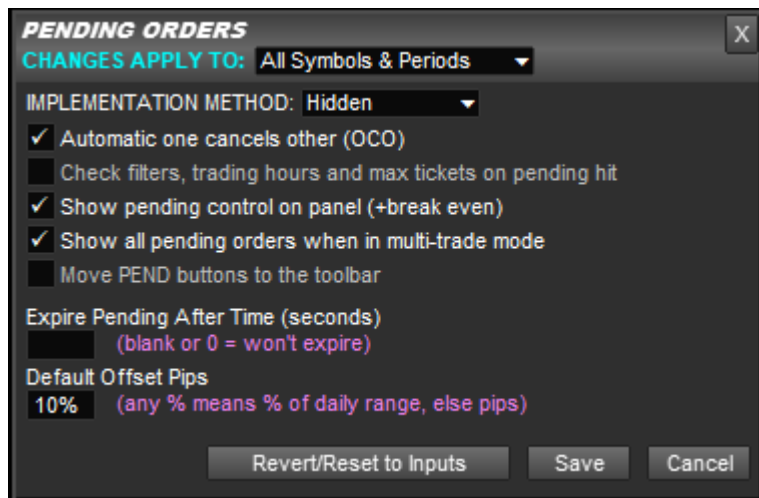 PENDING ORDERS
X
CHANGES APPLY TO: All Symbols & Periods
IMPLEMENTATION METHOD: Hidden
Automatic one cancels other (OCO)
Check filters, trading hours and max tickets on pending hit
Show pending control on panel (+break even)
Show all pending orders when in multi-trade mode
Move PEND buttons to the toolbar
Expire Pending After Time (seconds)
(blank or 0 = won't expire)
Default Offset Pips
10% (any % means % of daily range, else pips)
Revert/Reset to Inputs Save Cancel